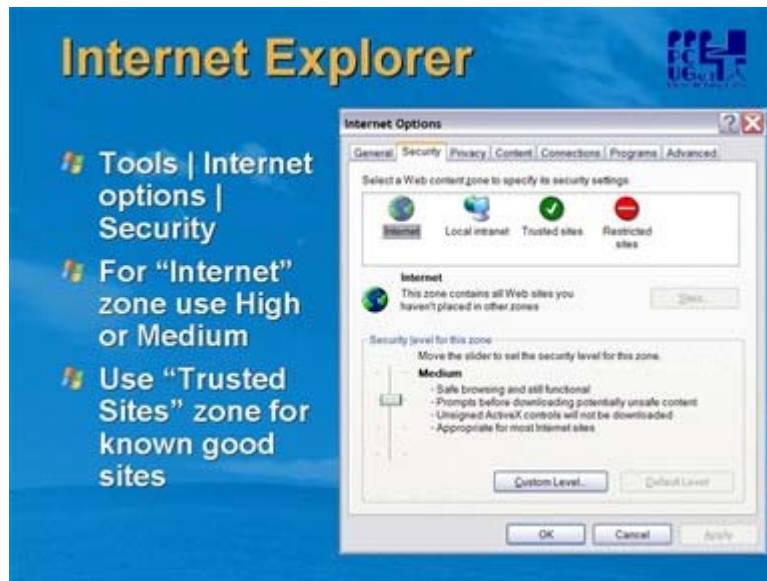 Internet Explorer
PC
UG
Tools | Internet
options |
Security
For “Internet”
zone use High
or Medium
Use “Trusted
Sites” zone for
known good
sites
Internet Options
General Security Privacy Content Connections Programs Advanced
Select a Web content zone to specify its security settings.
Internet Local intranet Trusted sites Restricted
sites
Internet
This zone contains all Web sites you
haven't placed in other zones
Sites...
Security level for this zone
Move the slider to set the security level for this zone.
Medium
- Safe browsing and still functional
- Prompts before downloading potentially unsafe content
- Unsigned ActiveX controls will not be downloaded
- Appropriate for most Internet sites
Custom Level... Default Level
OK Cancel Apply